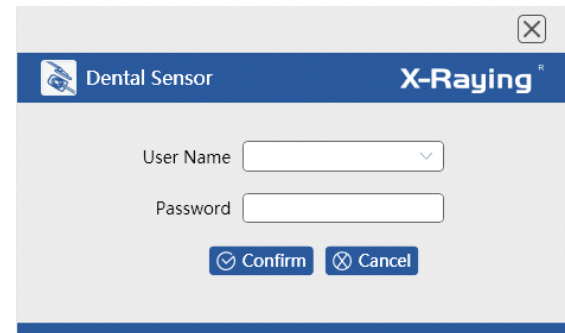 Dental Sensor
X-Raying®
User Name
Password
Confirm
Cancel